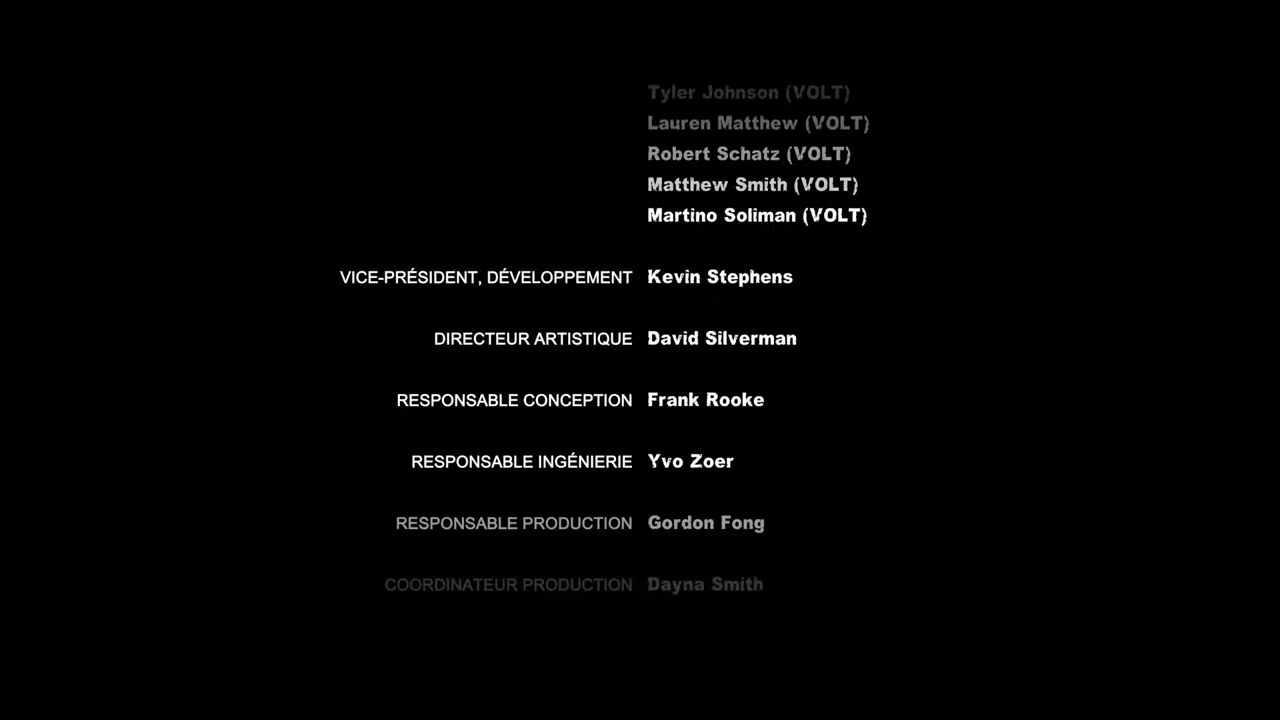 Tyler Johnson (VOLT)
Lauren Matthew (VOLT)
Robert Schatz (VOLT)
Matthew Smith (VOLT)
Martino Soliman (VOLT)
VICE-PRÉSIDENT, DÉVELOPPEMENT Kevin Stephens
DIRECTEUR ARTISTIQUE David Silverman
RESPONSABLE CONCEPTION Frank Rooke
RESPONSABLE INGÉNIERIE Yvo Zoer
RESPONSABLE PRODUCTION Gordon Fong
COORDINATEUR PRODUCTION Dayna Smith